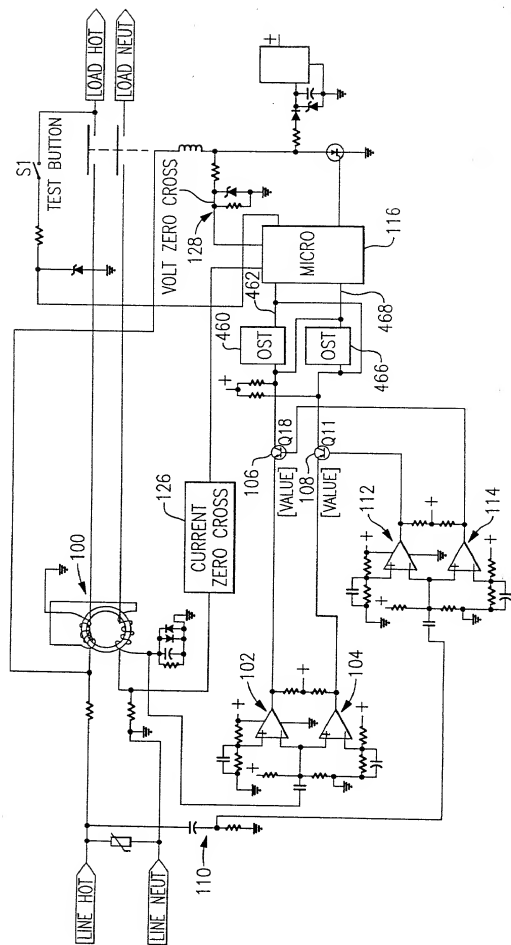 LOAD HOT
LOAD NEUT
S1
TEST BUTTON
VOLT ZERO CROSS
128
+
100
126
CURRENT
ZERO CROSS
460
462
OST
MICRO
116
468
OST
466
+
106
Q18
[VALUE]
108
Q11
[VALUE]
112
114
+
+
+
+
+
+
102
104
+
+
+
+
+
+
110
LINE HOT
LINE NEUT